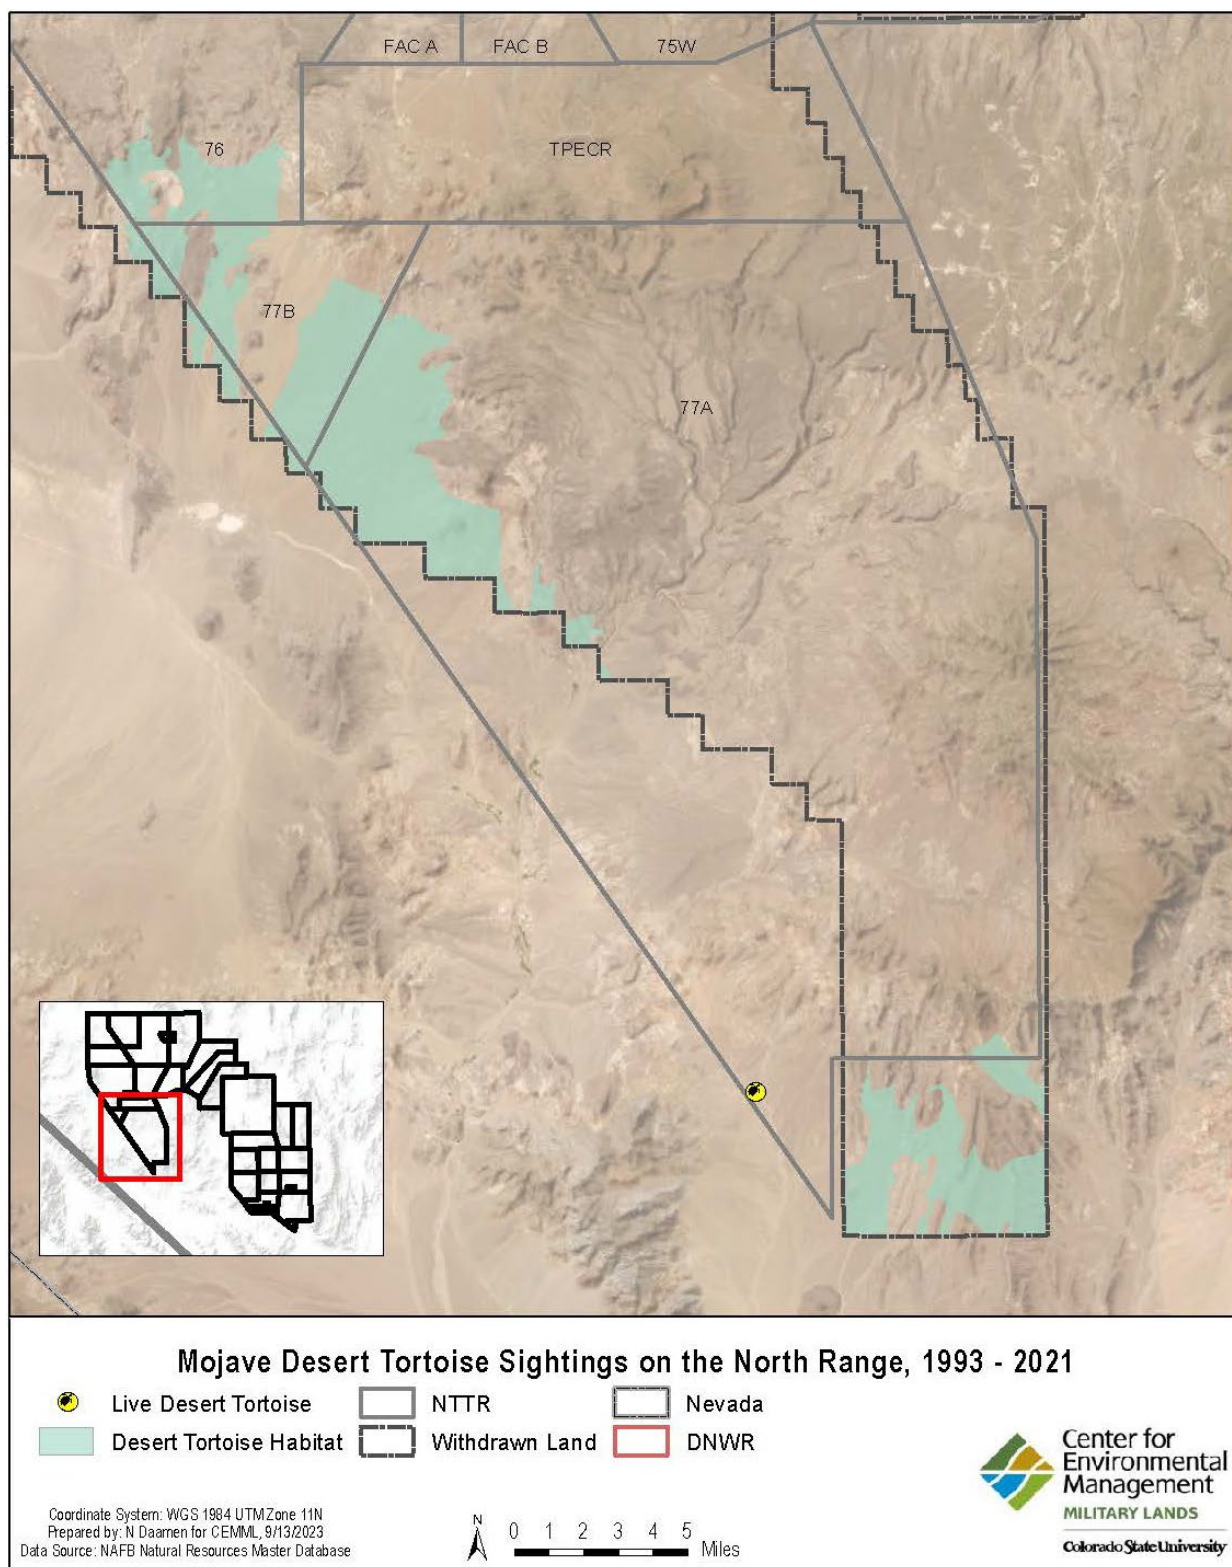 FAC A FAC B 75W
76 TPECR
77B
77A
Mojave Desert Tortoise Sightings on the North Range, 1993 - 2021
Live Desert Tortoise NTTR Nevada
Desert Tortoise Habitat Withdrawn Land DNWR
Center for
Environmental
Management
MILITARY LANDS
Colorado State University
Coordinate System: WGS 1984 UTM Zone 11N
Prepared by: N Daamen for CEMML, 9/13/2023
Data Source: NAFB Natural Resources Master Database
N
0 1 2 3 4 5
Miles